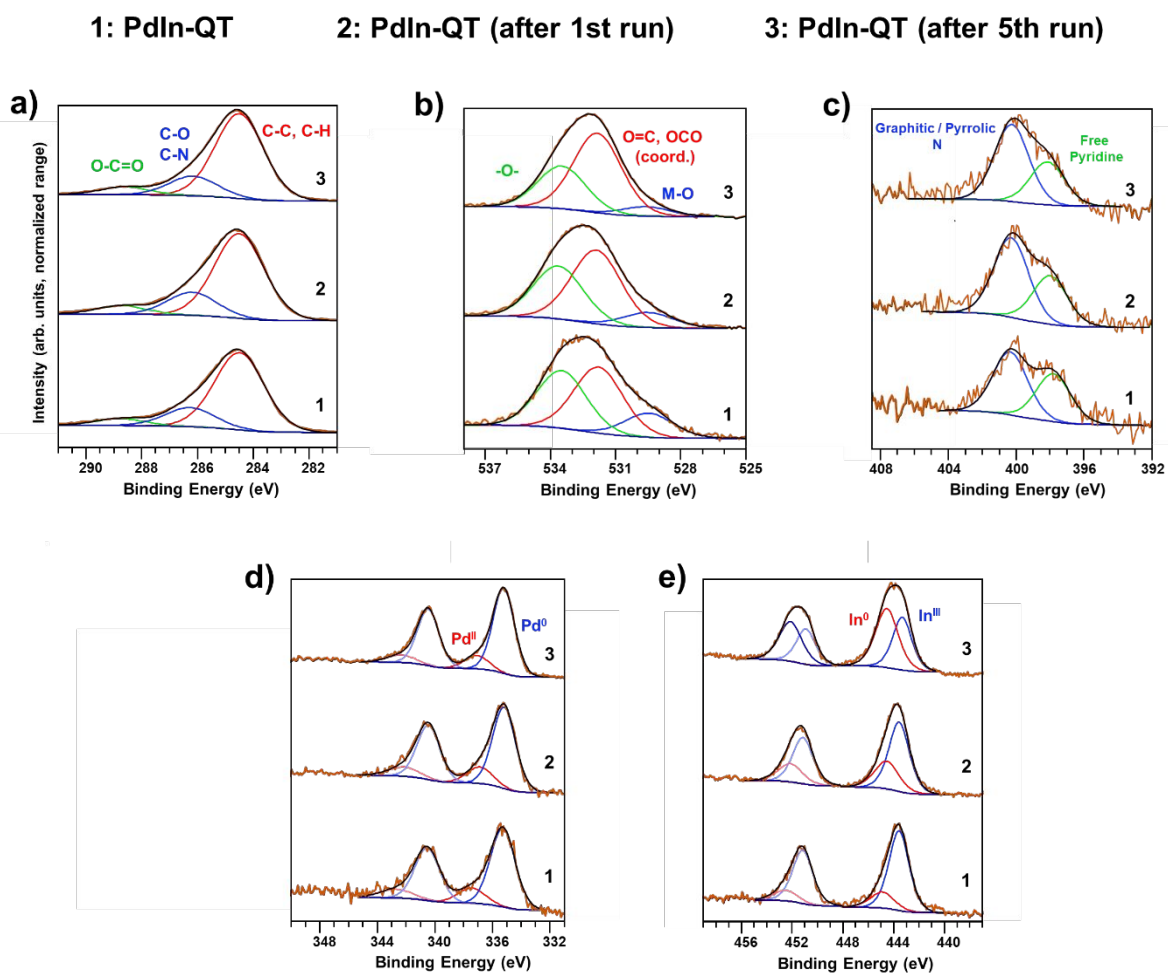 1: PdIn-QT 2: PdIn-QT (after 1st run) 3: PdIn-QT (after 5th run)
a)
C-O
C-N
C-C, C-H
O-C=O
3
2
1
290 288 286 284 282
Binding Energy (eV)
Intensity (arb. units, normalized range)
b)
O=C, OCO
(coord.)
-O-
M-O
3
2
1
537 534 531 528 525
Binding Energy (eV)
c)
Graphitic / Pyrrolic
N
Free
Pyridine
3
2
1
408 404 400 396 392
Binding Energy (eV)
d)
Pdᴵᴵ
Pd⁰
3
2
1
348 344 340 336 332
Binding Energy (eV)
e)
In⁰
Inᴵᴵᴵ
3
2
1
456 452 448 444 440
Binding Energy (eV)